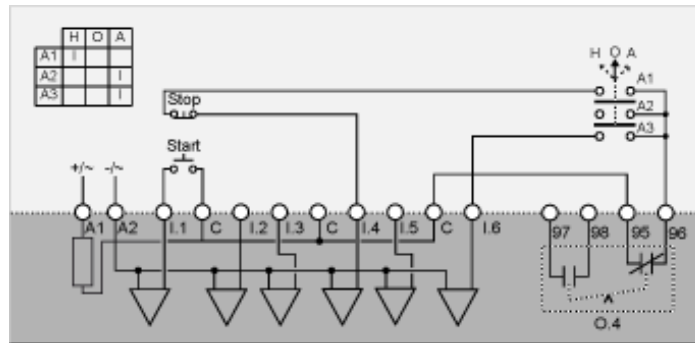 H O A
A1 I
A2 I
A3 I
H O A
A1
A2
A3
Stop
Start
+/~ -/~
A1 A2 I.1 C I.2 I.3 C I.4 I.5 C I.6 97 98 95 96
O.4